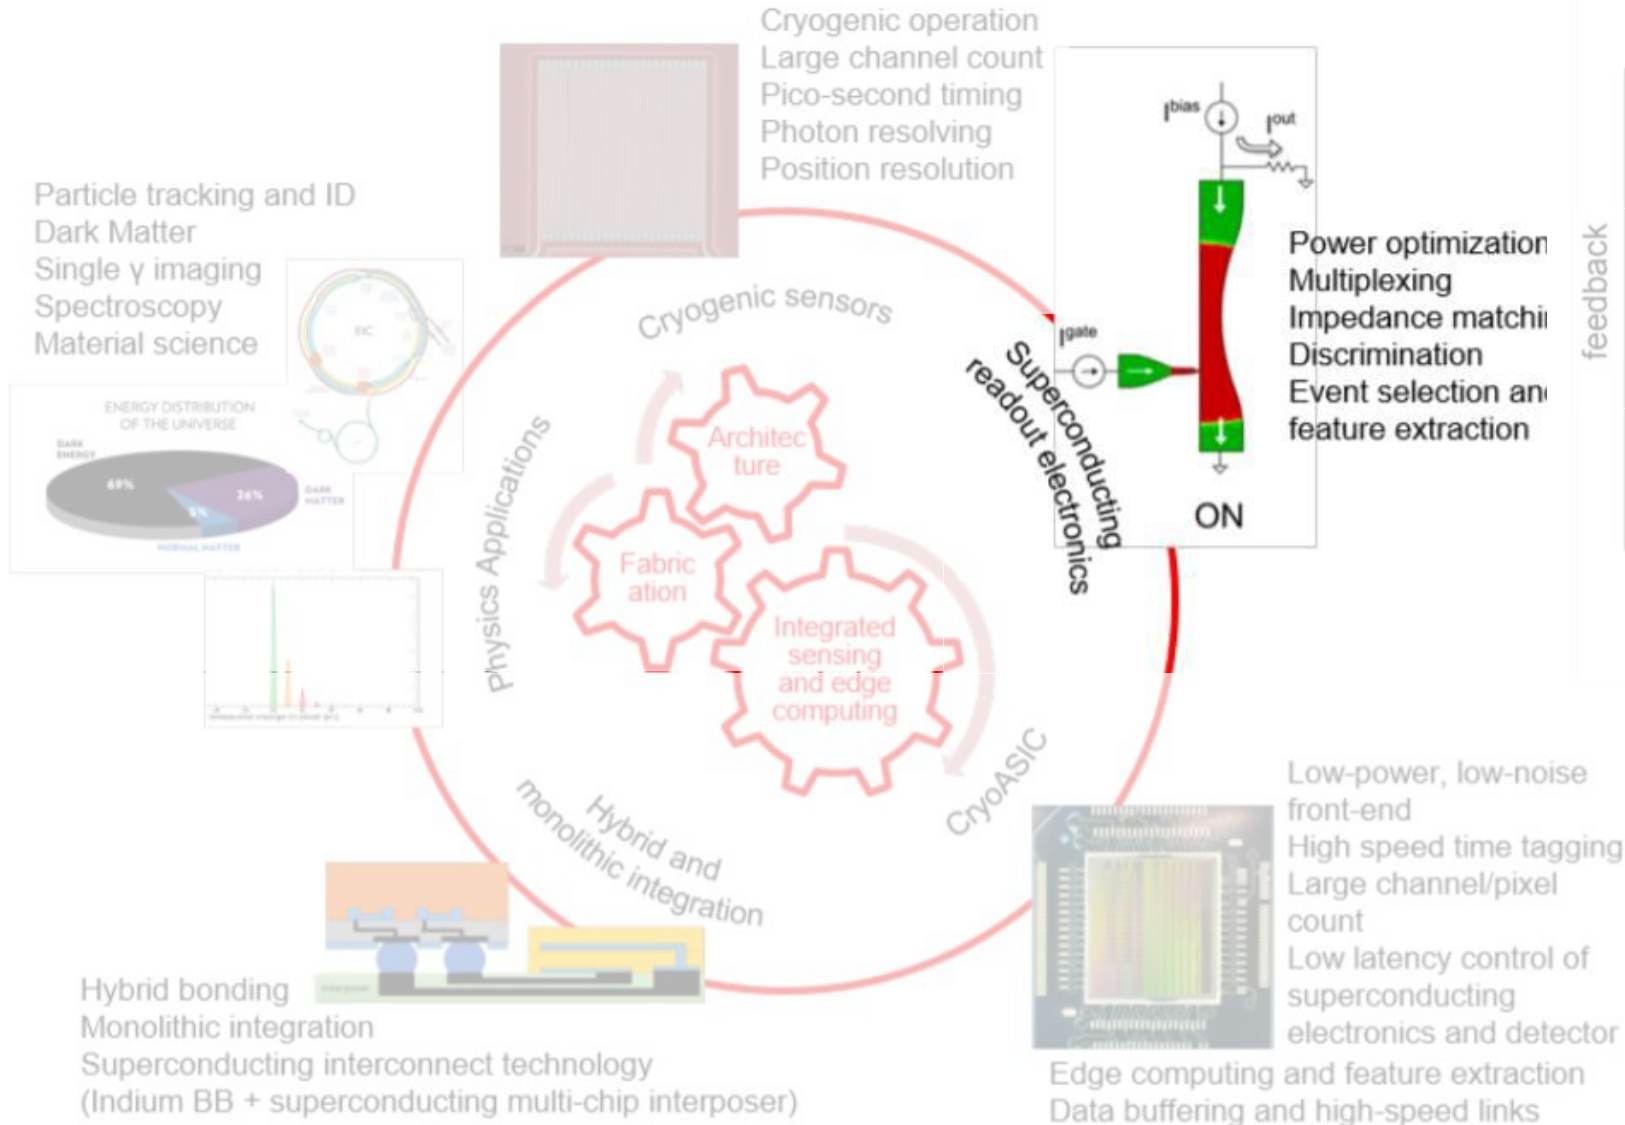 Cryogenic operation
Large channel count
Pico-second timing
Photon resolving
Position resolution
Particle tracking and ID
Dark Matter
Single γ imaging
Spectroscopy
Material science
EIC
ENERGY DISTRIBUTION
OF THE UNIVERSE
DARK
ENERGY
69%
26%
5%
DARK
MATTER
NORMAL MATTER
Cryogenic sensors
Physics Applications
Architec
ture
Fabric
ation
Integrated
sensing
and edge
computing
Superconducting
readout electronics
Ibias
Iout
Igate
ON
Power optimization
Multiplexing
Impedance matchi
Discrimination
Event selection an
feature extraction
feedback
CryoASIC
Hybrid and
monolithic integration
Interposer
Hybrid bonding
Monolithic integration
Superconducting interconnect technology
(Indium BB + superconducting multi-chip interposer)
Low-power, low-noise
front-end
High speed time tagging
Large channel/pixel
count
Low latency control of
superconducting
electronics and detector
Edge computing and feature extraction
Data buffering and high-speed links